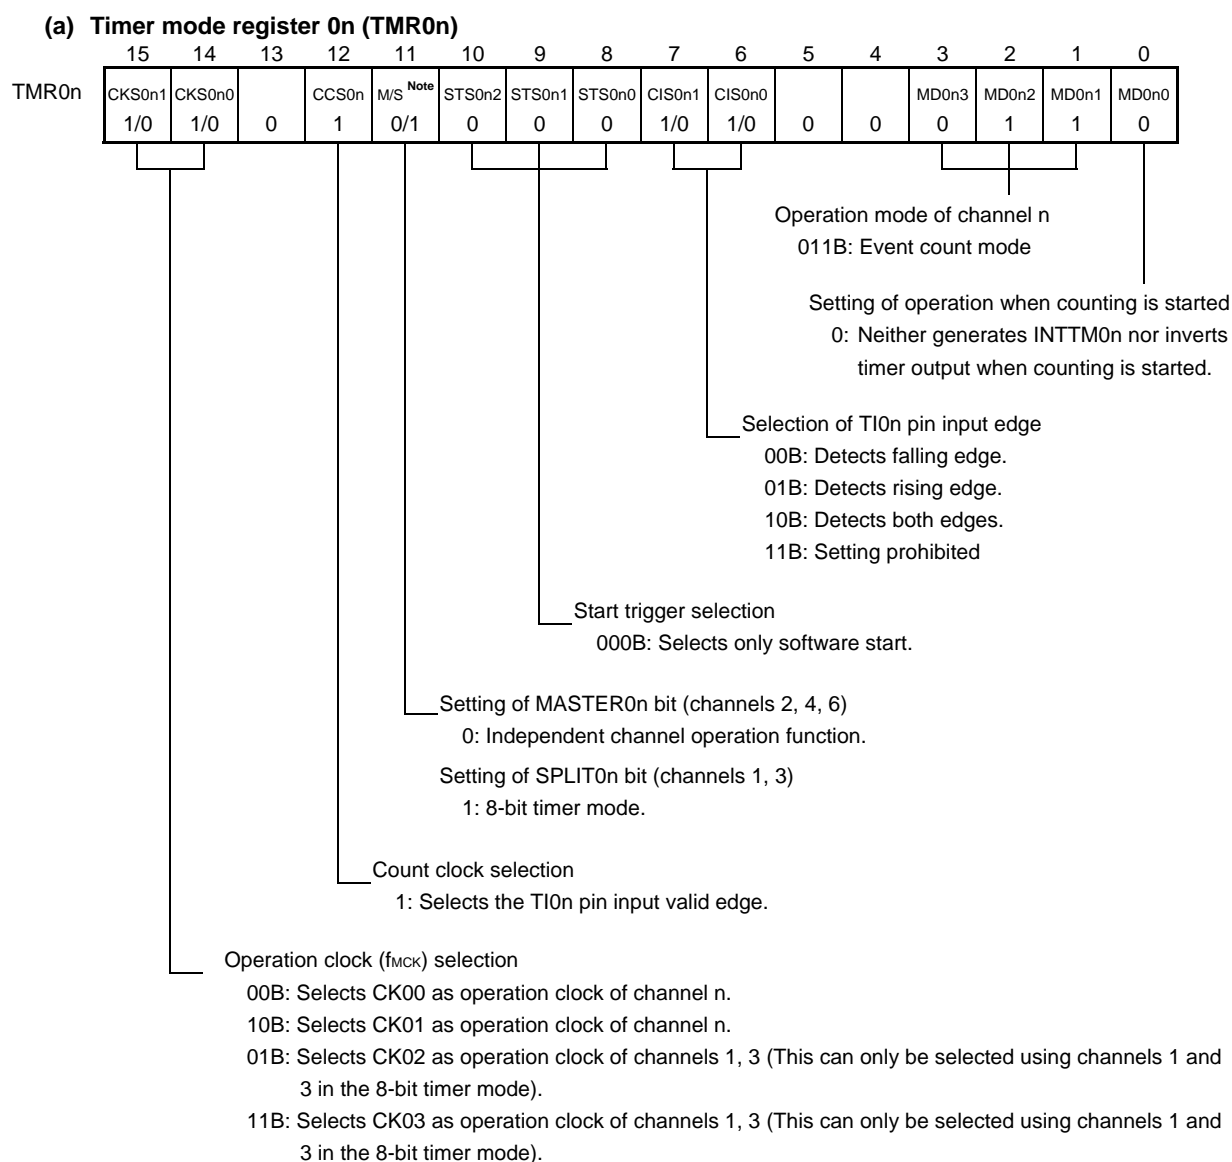 (a) Timer mode register 0n (TMR0n)
15 14 13 12 11 10 9 8 7 6 5 4 3 2 1 0
TMR0n CKS0n1 CKS0n0 CCS0n M/S Note STS0n2 STS0n1 STS0n0 CIS0n1 CIS0n0 MD0n3 MD0n2 MD0n1 MD0n0
1/0 1/0 0 1 0/1 0 0 0 1/0 1/0 0 0 0 1 1 0
Operation mode of channel n
011B: Event count mode
Setting of operation when counting is started
0: Neither generates INTTM0n nor inverts
timer output when counting is started.
Selection of TI0n pin input edge
00B: Detects falling edge.
01B: Detects rising edge.
10B: Detects both edges.
11B: Setting prohibited
Start trigger selection
000B: Selects only software start.
Setting of MASTER0n bit (channels 2, 4, 6)
0: Independent channel operation function.
Setting of SPLIT0n bit (channels 1, 3)
1: 8-bit timer mode.
Count clock selection
1: Selects the TI0n pin input valid edge.
Operation clock (fMCK) selection
00B: Selects CK00 as operation clock of channel n.
10B: Selects CK01 as operation clock of channel n.
01B: Selects CK02 as operation clock of channels 1, 3 (This can only be selected using channels 1 and
3 in the 8-bit timer mode).
11B: Selects CK03 as operation clock of channels 1, 3 (This can only be selected using channels 1 and
3 in the 8-bit timer mode).